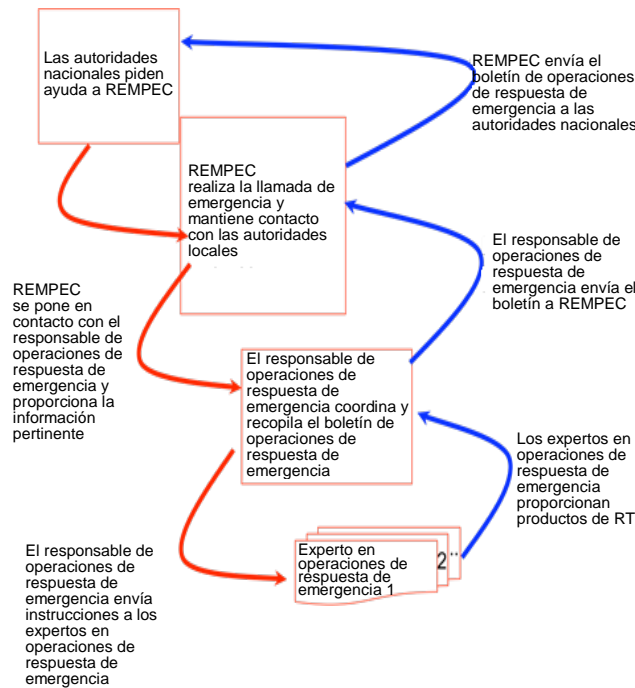 Las autoridades
nacionales piden
ayuda a REMPEC
REMPEC envía el
boletín de operaciones
de respuesta de
emergencia a las
autoridades nacionales
REMPEC
realiza la llamada de
emergencia y
mantiene contacto
con las autoridades
locales
El responsable de
operaciones de
respuesta de
emergencia envía el
boletín a REMPEC
REMPEC
se pone en
contacto con el
responsable de
operaciones de
respuesta de
emergencia y
proporciona la
información
pertinente
El responsable de
operaciones de
respuesta de
emergencia coordina y
recopila el boletín de
operaciones de
respuesta de
emergencia
Los expertos en
operaciones de
respuesta de
emergencia
proporcionan
productos de RT
El responsable de
operaciones de
respuesta de
emergencia envía
instrucciones a los
expertos en
operaciones de
respuesta de
emergencia
Experto en
operaciones de
respuesta de
emergencia 1
2
..